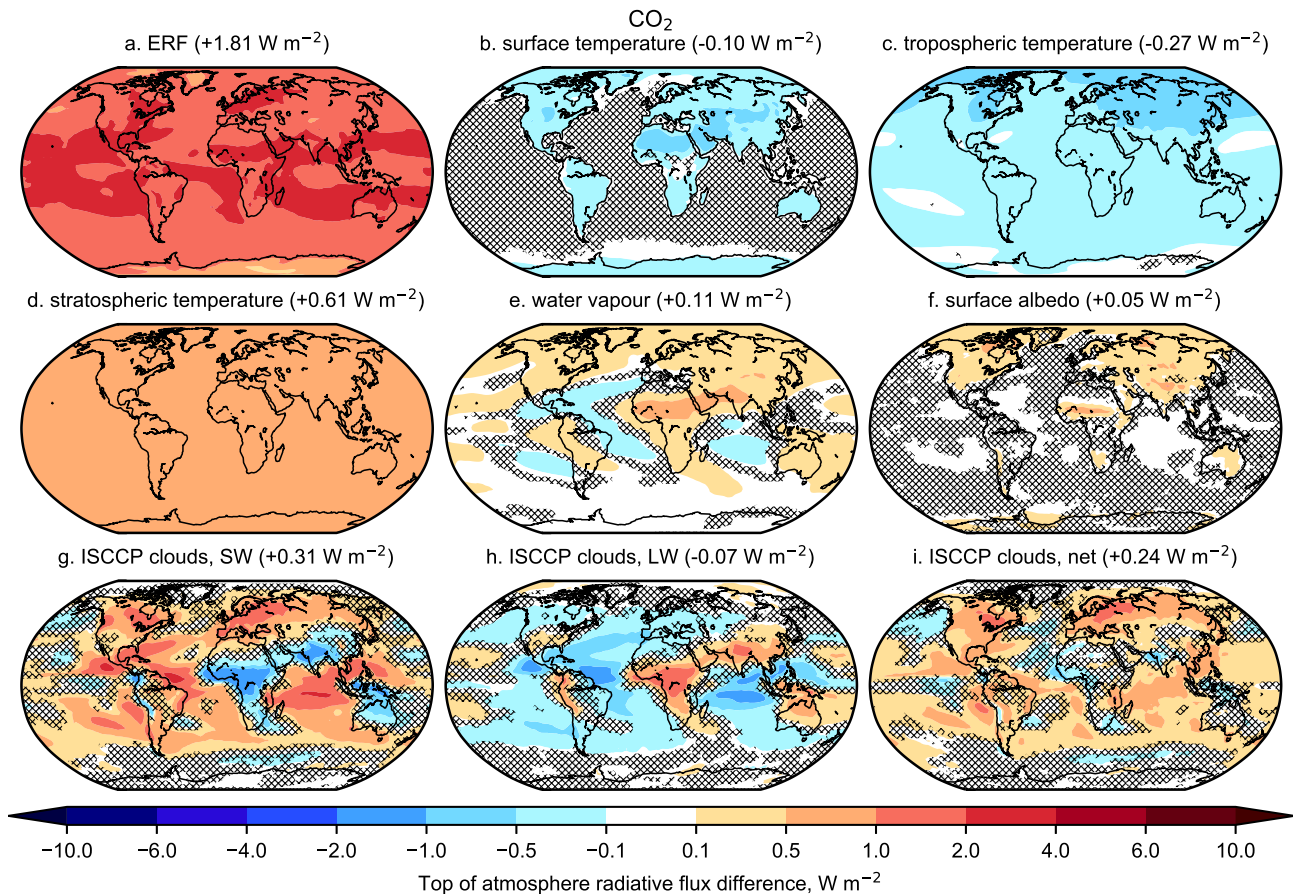 CO₂
a. ERF (+1.81 W m⁻²)
b. surface temperature (-0.10 W m⁻²)
c. tropospheric temperature (-0.27 W m⁻²)
d. stratospheric temperature (+0.61 W m⁻²)
e. water vapour (+0.11 W m⁻²)
f. surface albedo (+0.05 W m⁻²)
g. ISCCP clouds, SW (+0.31 W m⁻²)
h. ISCCP clouds, LW (-0.07 W m⁻²)
i. ISCCP clouds, net (+0.24 W m⁻²)
−10.0 −6.0 −4.0 −2.0 −1.0 −0.5 −0.1 0.1 0.5 1.0 2.0 4.0 6.0 10.0
Top of atmosphere radiative flux difference, W m⁻²